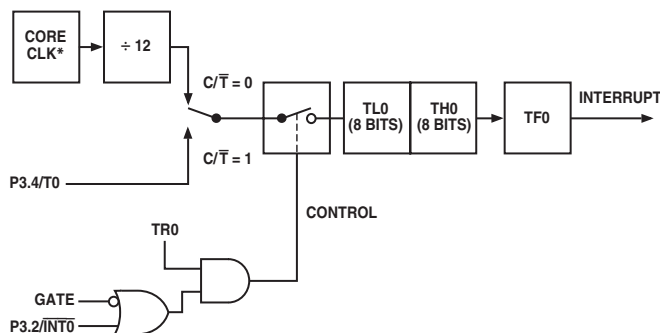 CORE
CLK*
÷ 12
C/T̅ = 0
C/T̅ = 1
P3.4/T0
TL0
(8 BITS)
TH0
(8 BITS)
TF0
INTERRUPT
CONTROL
TR0
GATE
P3.2/I̅N̅T̅0̅